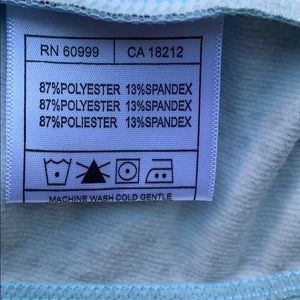 RN 60999 CA 18212
87%POLYESTER 13%SPANDEX
87%POLYESTER 13%SPANDEX
87%POLIESTER 13%SPANDEX
MACHINE WASH COLD GENTLE